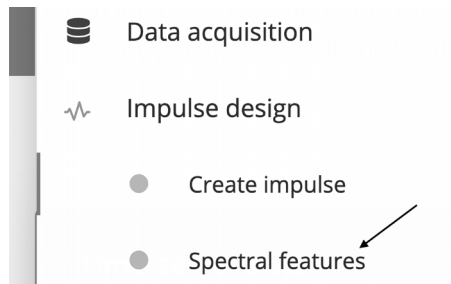 Data acquisition
Impulse design
Create impulse
Spectral features